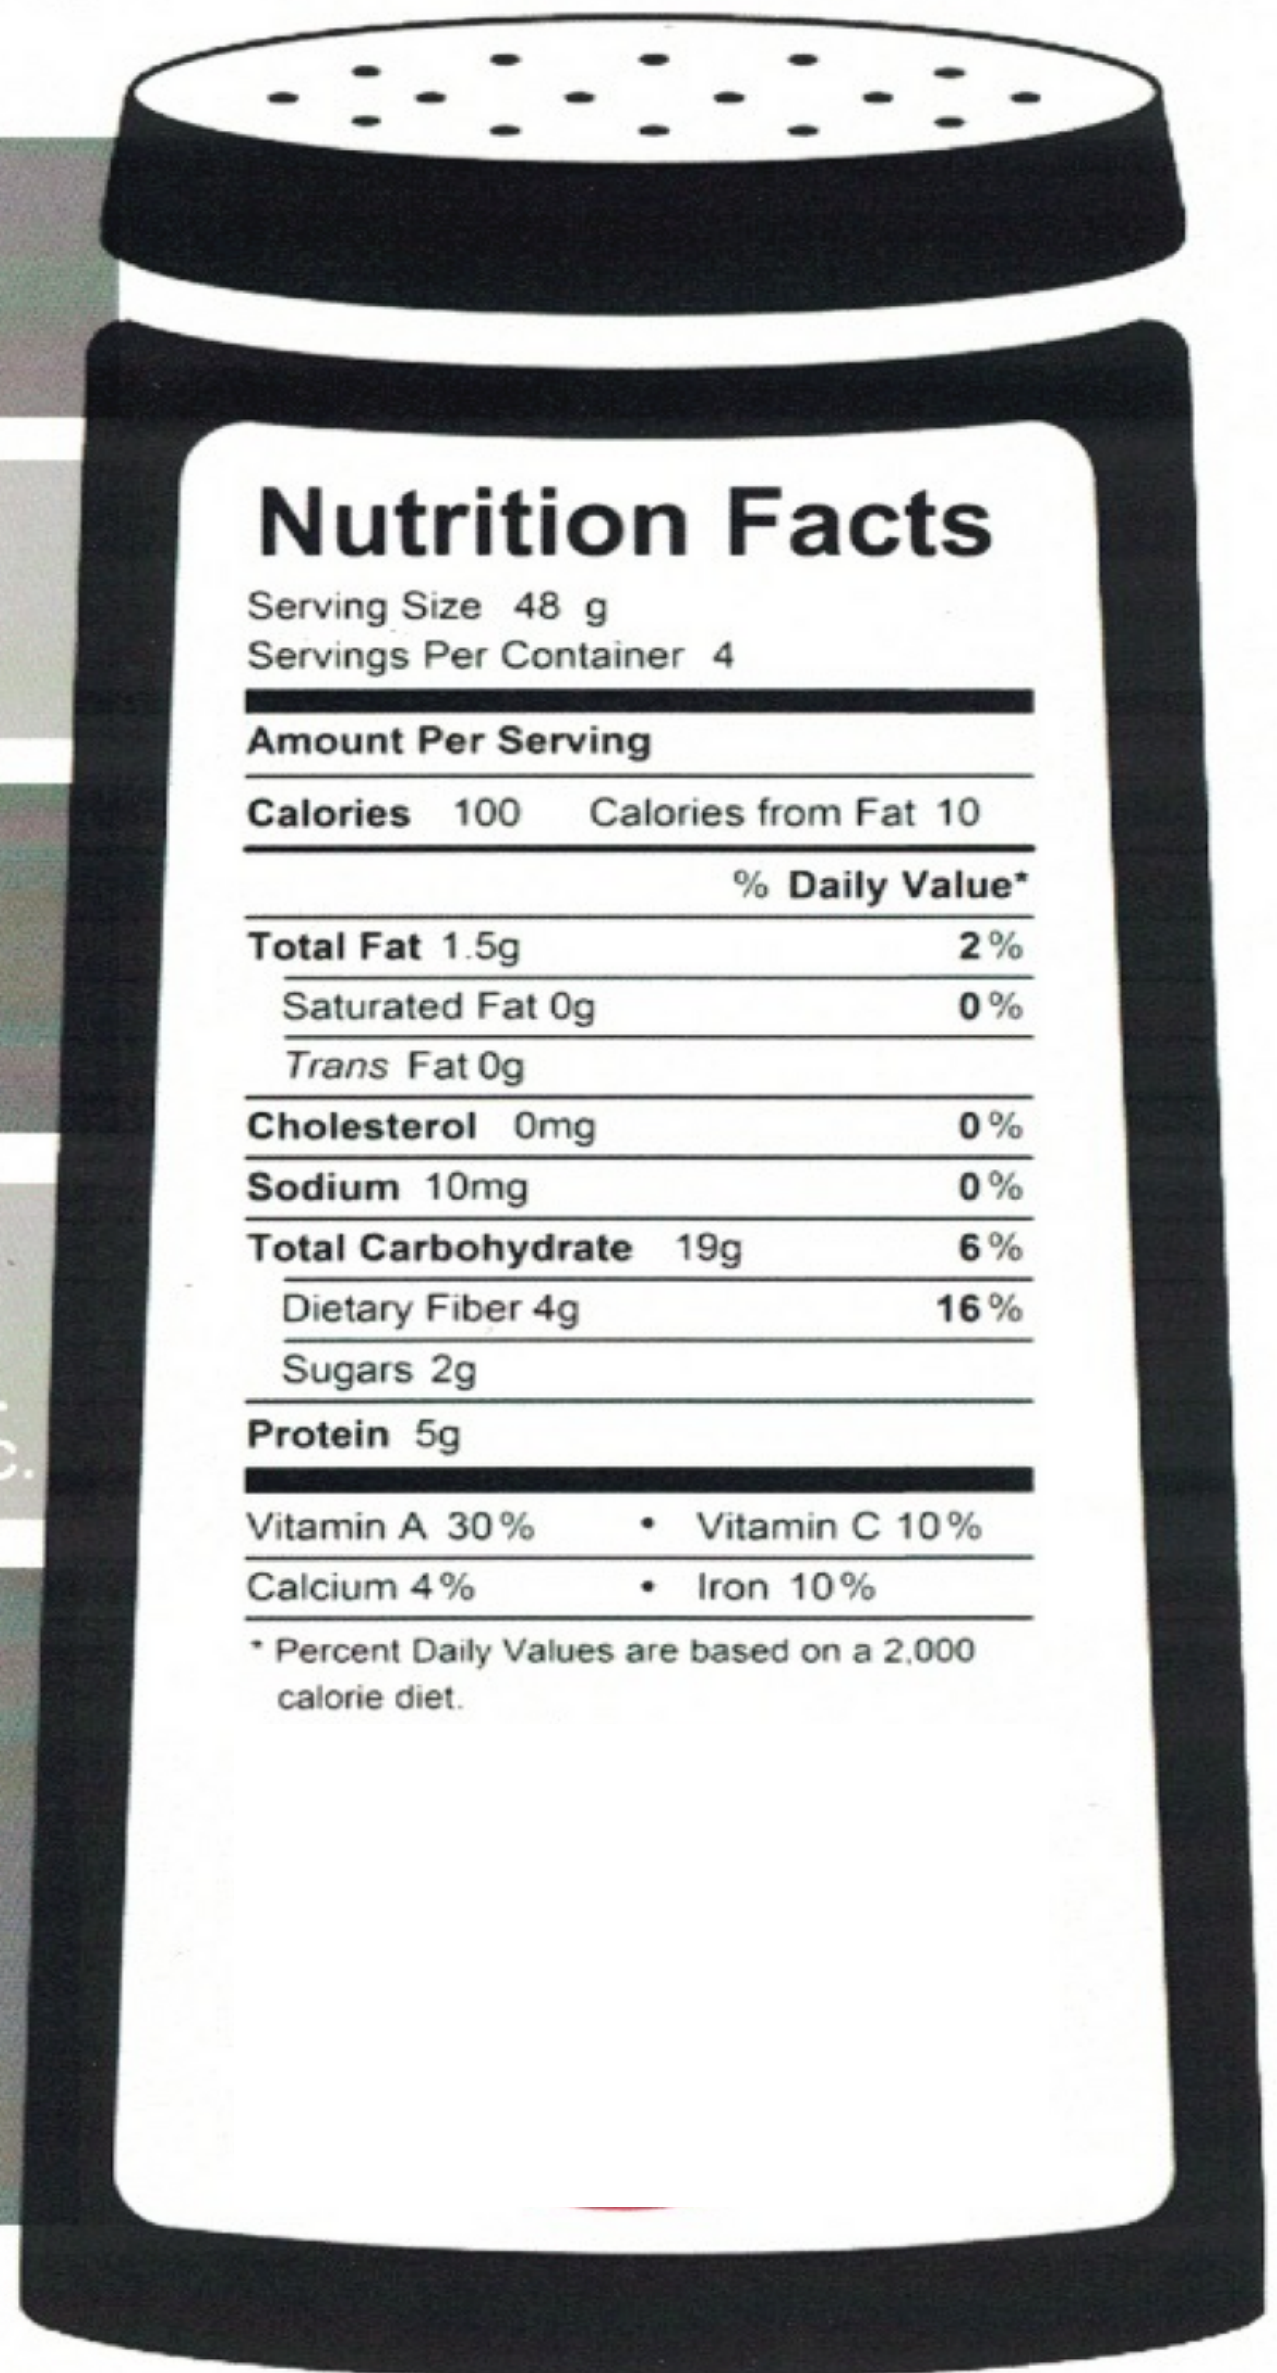 Nutrition Facts
Serving Size 48 g
Servings Per Container 4
Amount Per Serving
Calories 100 Calories from Fat 10
% Daily Value*
Total Fat 1.5g 2%
Saturated Fat 0g 0%
Trans Fat 0g
Cholesterol 0mg 0%
Sodium 10mg 0%
Total Carbohydrate 19g 6%
Dietary Fiber 4g 16%
Sugars 2g
Protein 5g
Vitamin A 30% • Vitamin C 10%
Calcium 4% • Iron 10%
* Percent Daily Values are based on a 2,000
calorie diet.